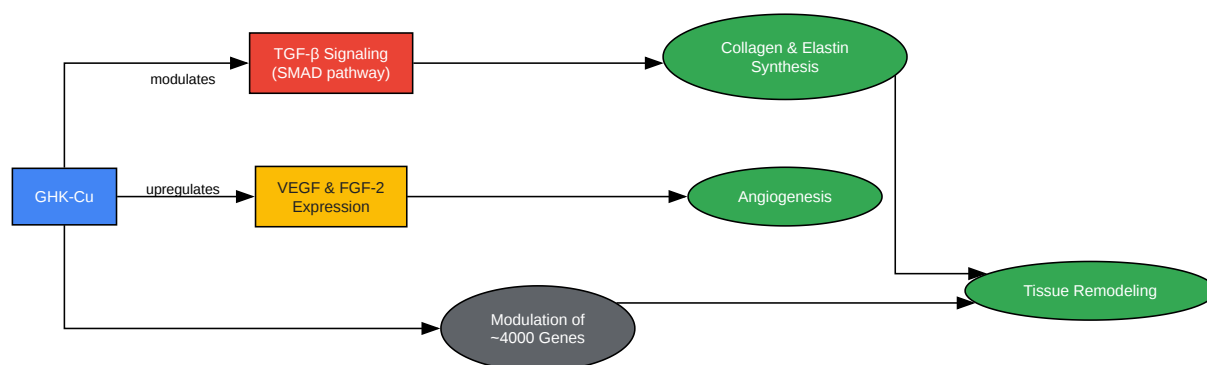 TGF-β Signaling
(SMAD pathway)
Collagen & Elastin
Synthesis
modulates
GHK-Cu
upregulates
VEGF & FGF-2
Expression
Angiogenesis
Modulation of
~4000 Genes
Tissue Remodeling